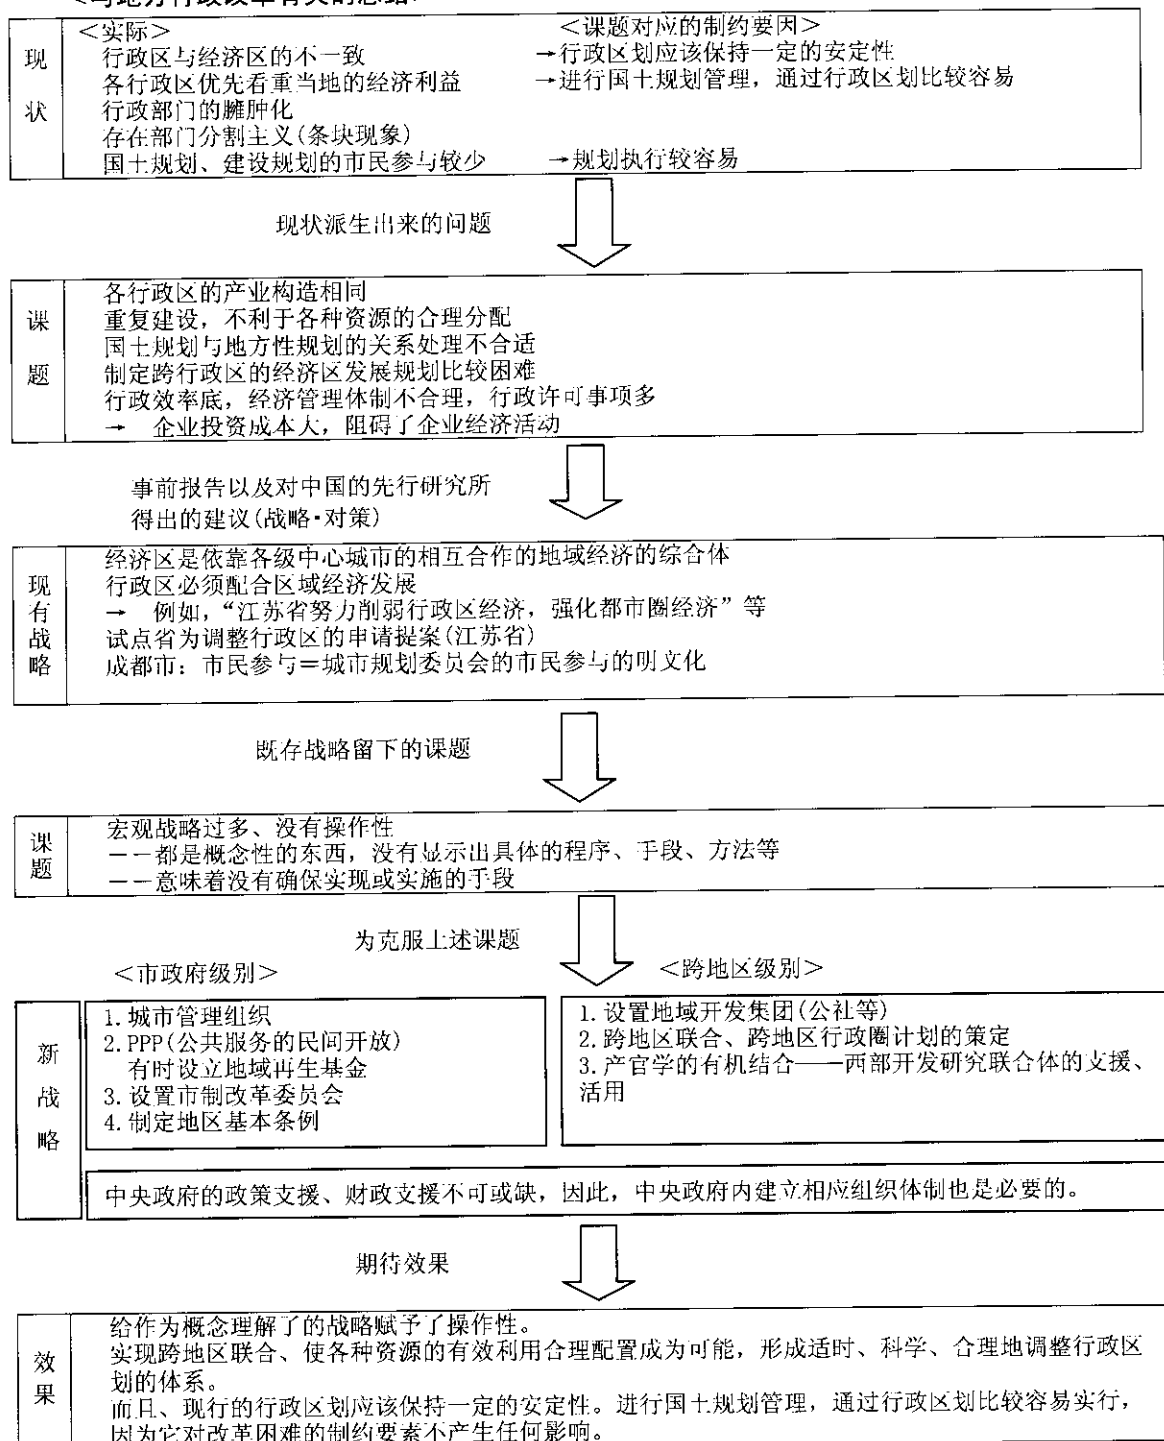 <与地方行政改革有关的总结>
<实际>
<课题对应的制约要因>
现状
行政区与经济区的不一致
→行政区划应该保持一定的安定性
各行政区优先看重当地的经济利益
→进行国土规划管理，通过行政区划比较容易
行政部门的臃肿化
存在部门分割主义(条块现象)
国土规划、建设规划的市民参与较少
→规划执行较容易
现状派生出来的问题
课题
各行政区的产业构造相同
重复建设，不利于各种资源的合理分配
国土规划与地方性规划的关系处理不合适
制定跨行政区的经济区发展规划比较困难
行政效率底，经济管理体制不合理，行政许可事项多
→ 企业投资成本大，阻碍了企业经济活动
事前报告以及对中国的先行研究所
得出的建议(战略·对策)
现有战略
经济区是依靠各级中心城市的相互合作的地域经济的综合体
行政区必须配合区域经济发展
→ 例如，“江苏省努力削弱行政区经济，强化都市圈经济”等
试点省为调整行政区的申请提案(江苏省)
成都市：市民参与＝城市规划委员会的市民参与的明文化
既存战略留下的课题
课题
宏观战略过多、没有操作性
－－都是概念性的东西，没有显示出具体的程序、手段、方法等
－－意味着没有确保实现或实施的手段
为克服上述课题
<市政府级别>
<跨地区级别>
新战略
1.城市管理组织
2.PPP(公共服务的民间开放)
有时设立地域再生基金
3.设置市制改革委员会
4.制定地区基本条例
1.设置地域开发集团(公社等)
2.跨地区联合、跨地区行政圈计划的策定
3.产官学的有机结合——西部开发研究联合体的支援、
活用
中央政府的政策支援、财政支援不可或缺，因此，中央政府内建立相应组织体制也是必要的。
期待效果
效果
给作为概念理解了的战略赋予了操作性。
实现跨地区联合、使各种资源的有效利用合理配置成为可能，形成适时、科学、合理地调整行政区
划的体系。
而且、现行的行政区划应该保持一定的安定性。进行国土规划管理，通过行政区划比较容易实行，
因为它对改革困难的制约要素不产生任何影响。